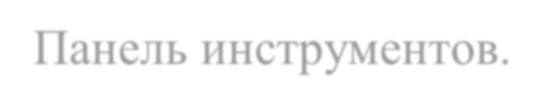 Панель инструментов.